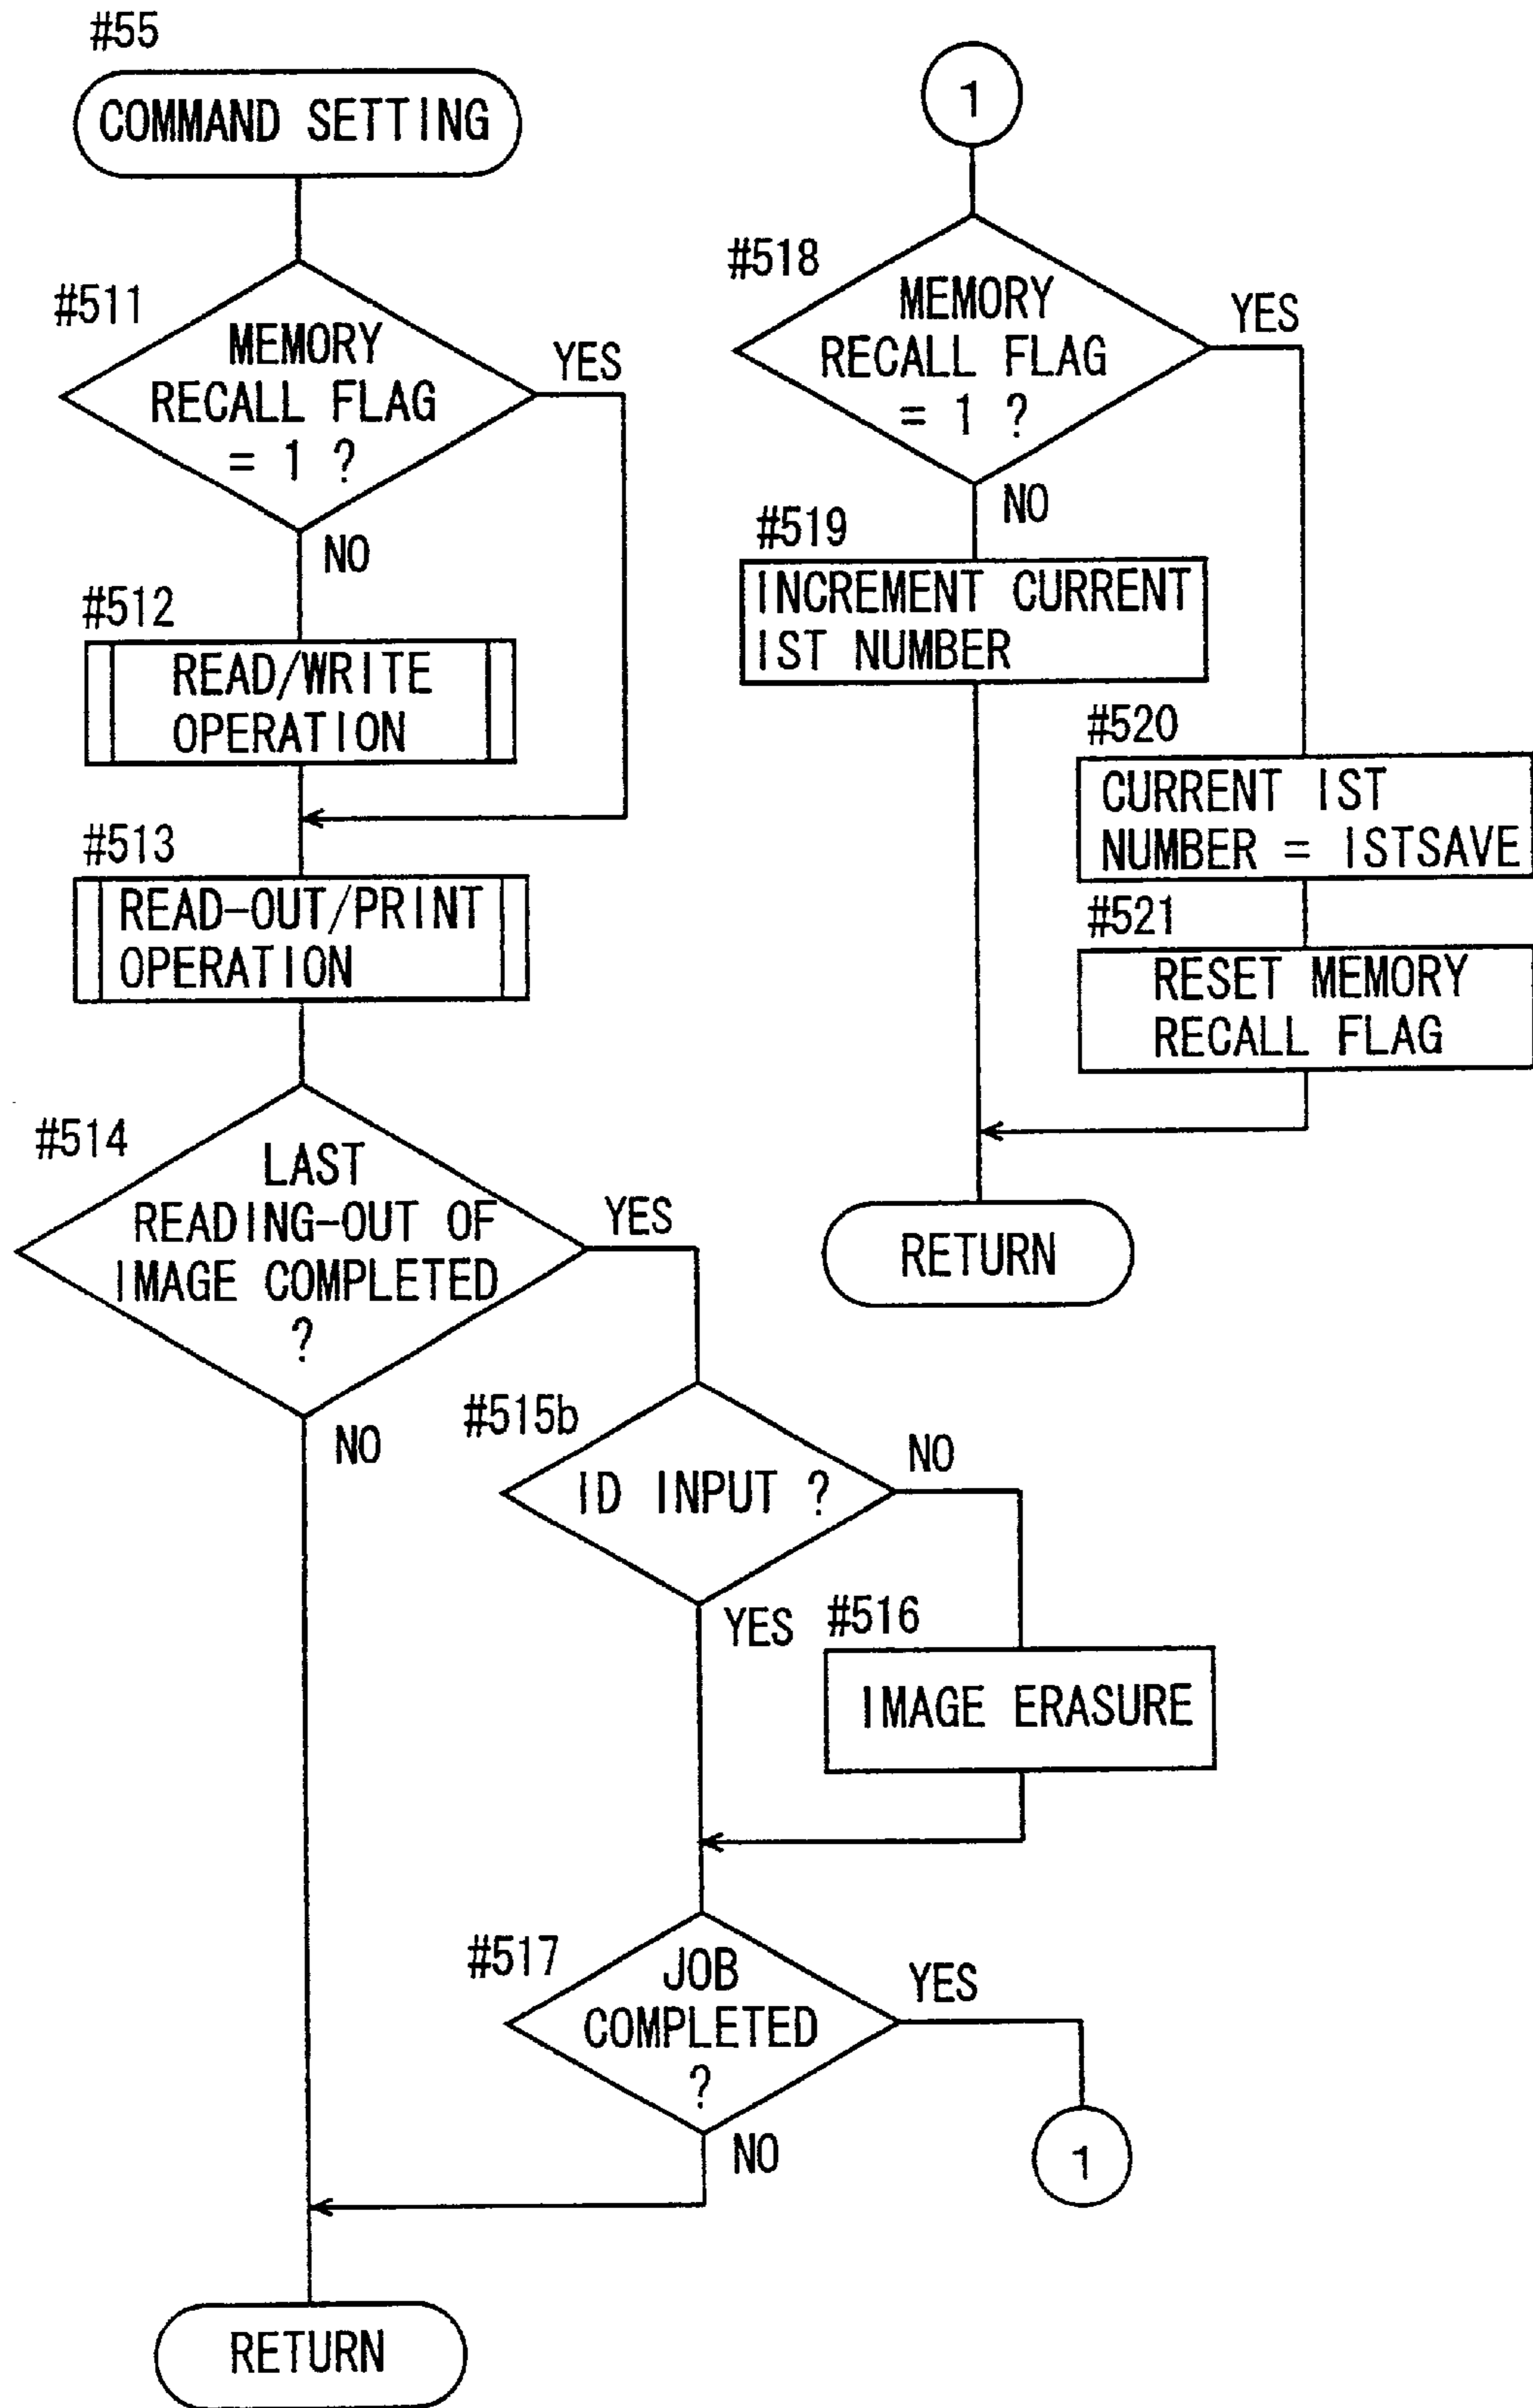 #55
COMMAND SETTING
#511
MEMORY
RECALL FLAG
= 1 ?
YES
NO
#512
READ/WRITE
OPERATION
#513
READ-OUT/PRINT
OPERATION
#514
LAST
READING-OUT OF
IMAGE COMPLETED
?
YES
NO
#515b
ID INPUT ?
NO
YES
#516
IMAGE ERASURE
#517
JOB
COMPLETED
?
YES
NO
1
RETURN
1
#518
MEMORY
RECALL FLAG
= 1 ?
YES
NO
#519
INCREMENT CURRENT
IST NUMBER
#520
CURRENT IST
NUMBER = ISTSAVE
#521
RESET MEMORY
RECALL FLAG
RETURN